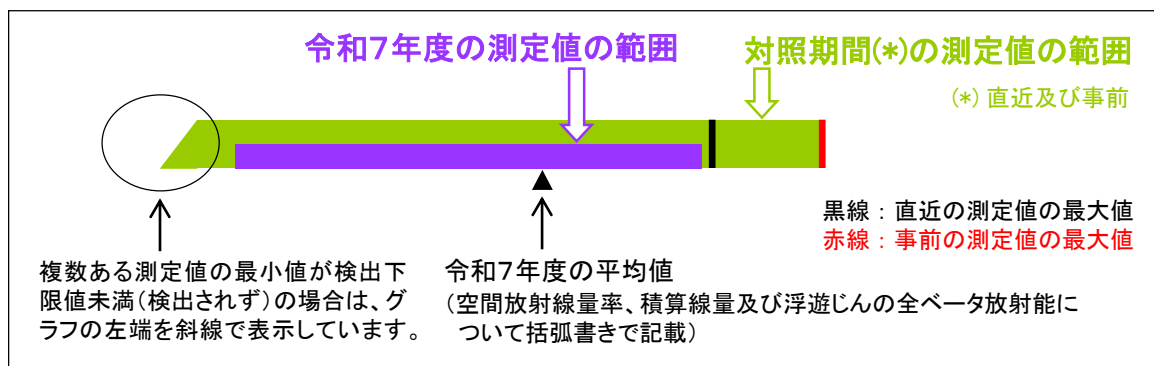 令和7年度の測定値の範囲
対照期間(*)の測定値の範囲
(*) 直近及び事前
黒線 : 直近の測定値の最大値
赤線 : 事前の測定値の最大値
複数ある測定値の最小値が検出下
限値未満(検出されず)の場合は、グ
ラフの左端を斜線で表示しています。
令和7年度の平均値
(空間放射線量率、積算線量及び浮遊じんの全ベータ放射能に
ついて括弧書きで記載)